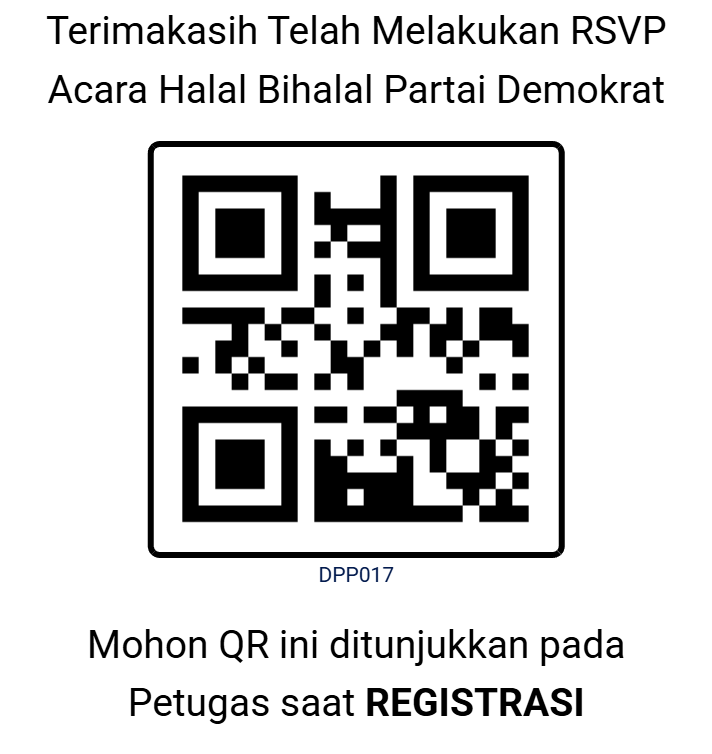 Terimakasih Telah Melakukan RSVP
Acara Halal Bihalal Partai Demokrat
DPP017
Mohon QR ini ditunjukkan pada
Petugas saat REGISTRASI